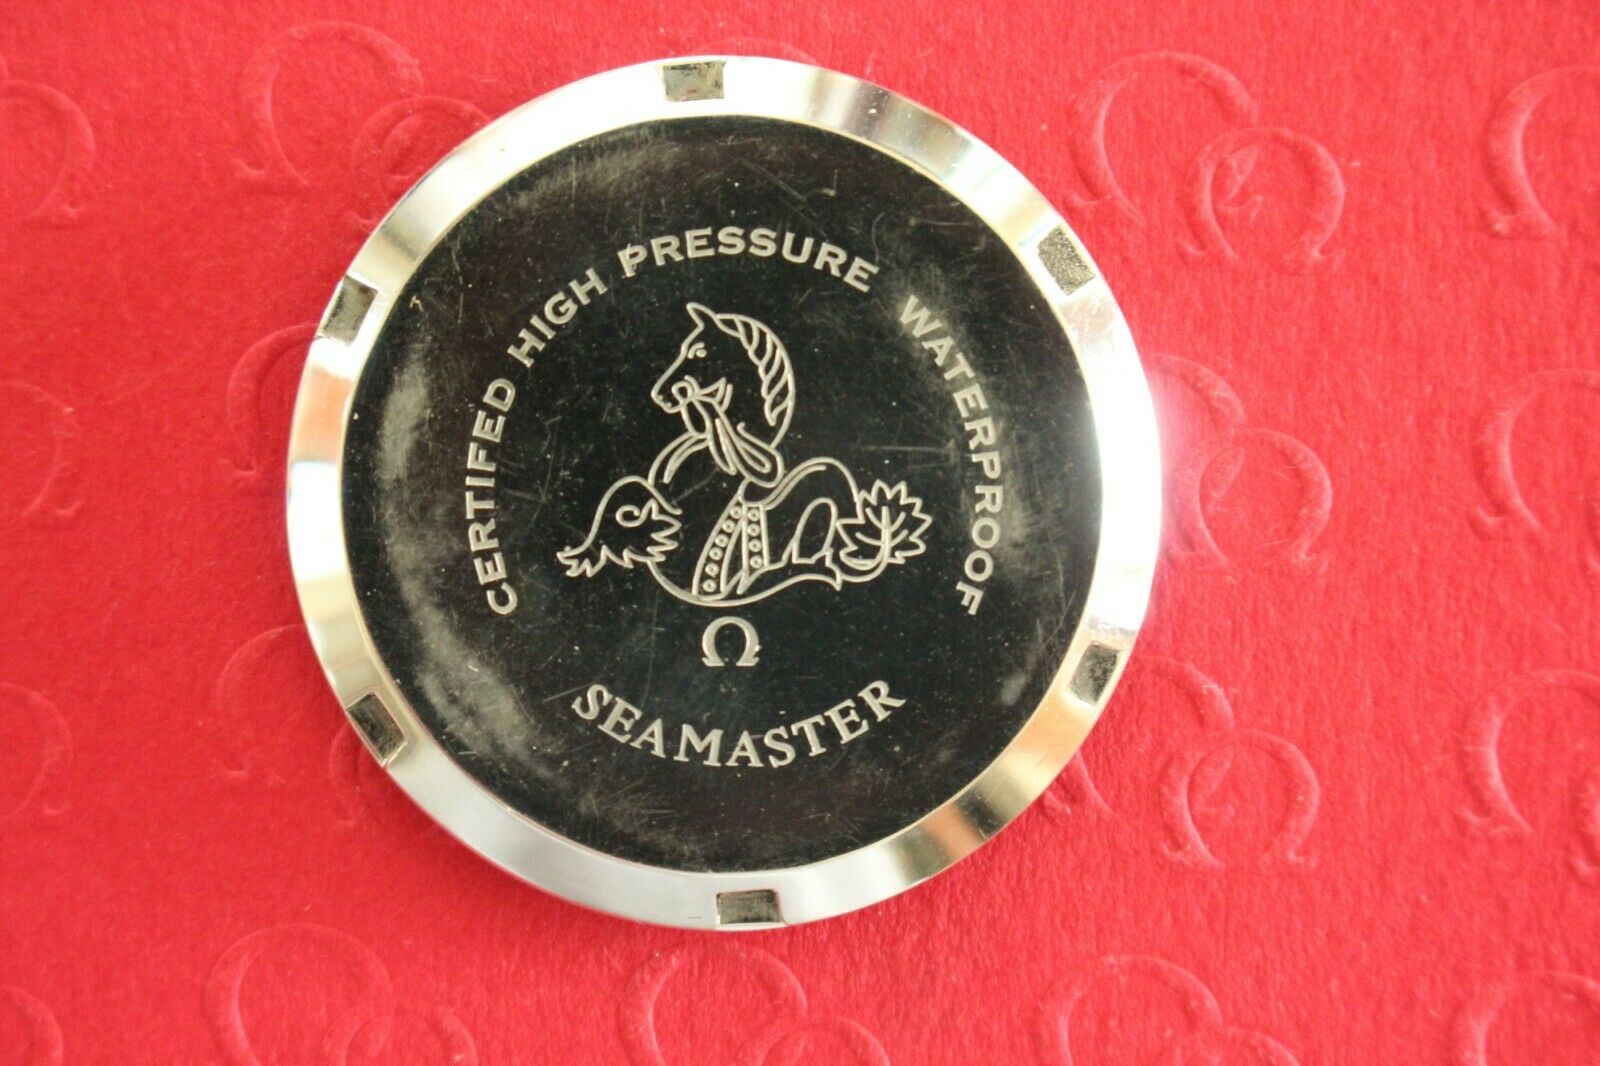 CERTIFED HIGH PRESSURE WATERPROOF
Ω
SEAMASTER